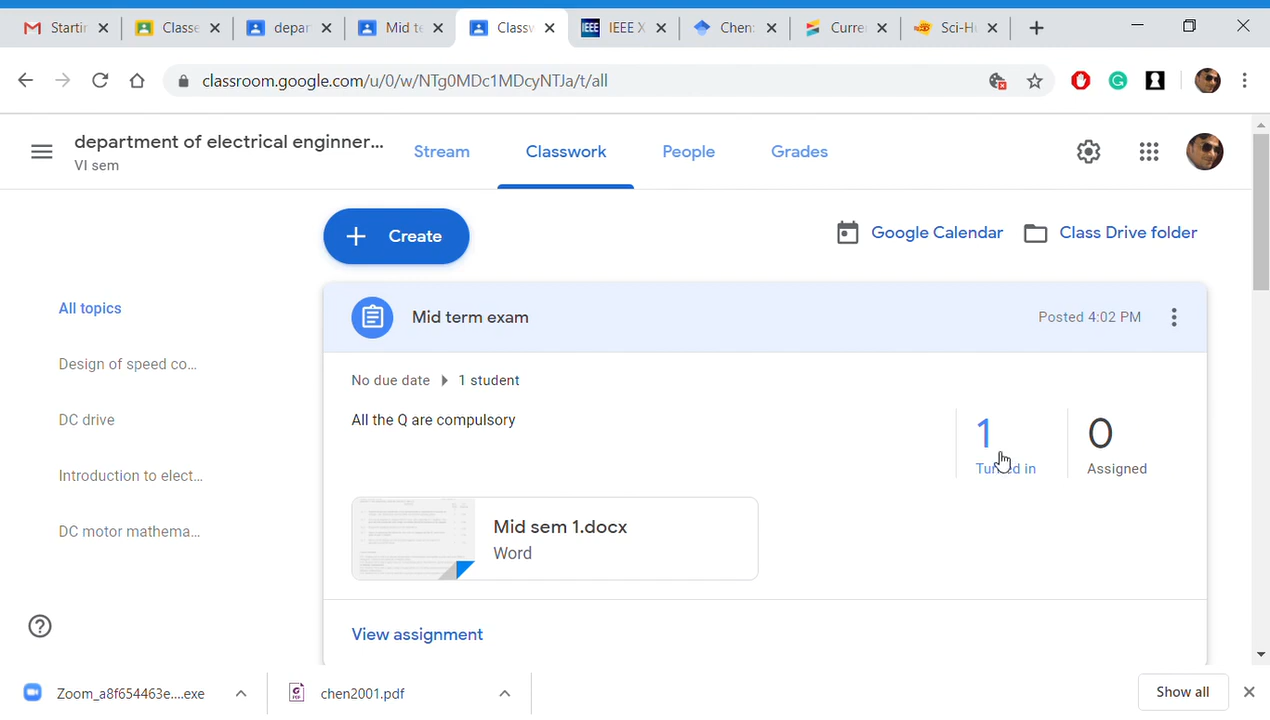 Startin
Classe
depar
Mid te
Classw
IEEE
IEEE X
Chen
Curre
Sci-H
classroom.google.com/u/0/w/NTg0MDc1MDcyNTJa/t/all
department of electrical enginner...
VI sem
Stream
Classwork
People
Grades
Create
Google Calendar
Class Drive folder
All topics
Design of speed co...
DC drive
Introduction to elect...
DC motor mathema...
Mid term exam
Posted 4:02 PM
No due date
1 student
All the Q are compulsory
1
Turned in
0
Assigned
Mid sem 1.docx
Word
View assignment
Zoom_a8f654463e....exe
chen2001.pdf
Show all